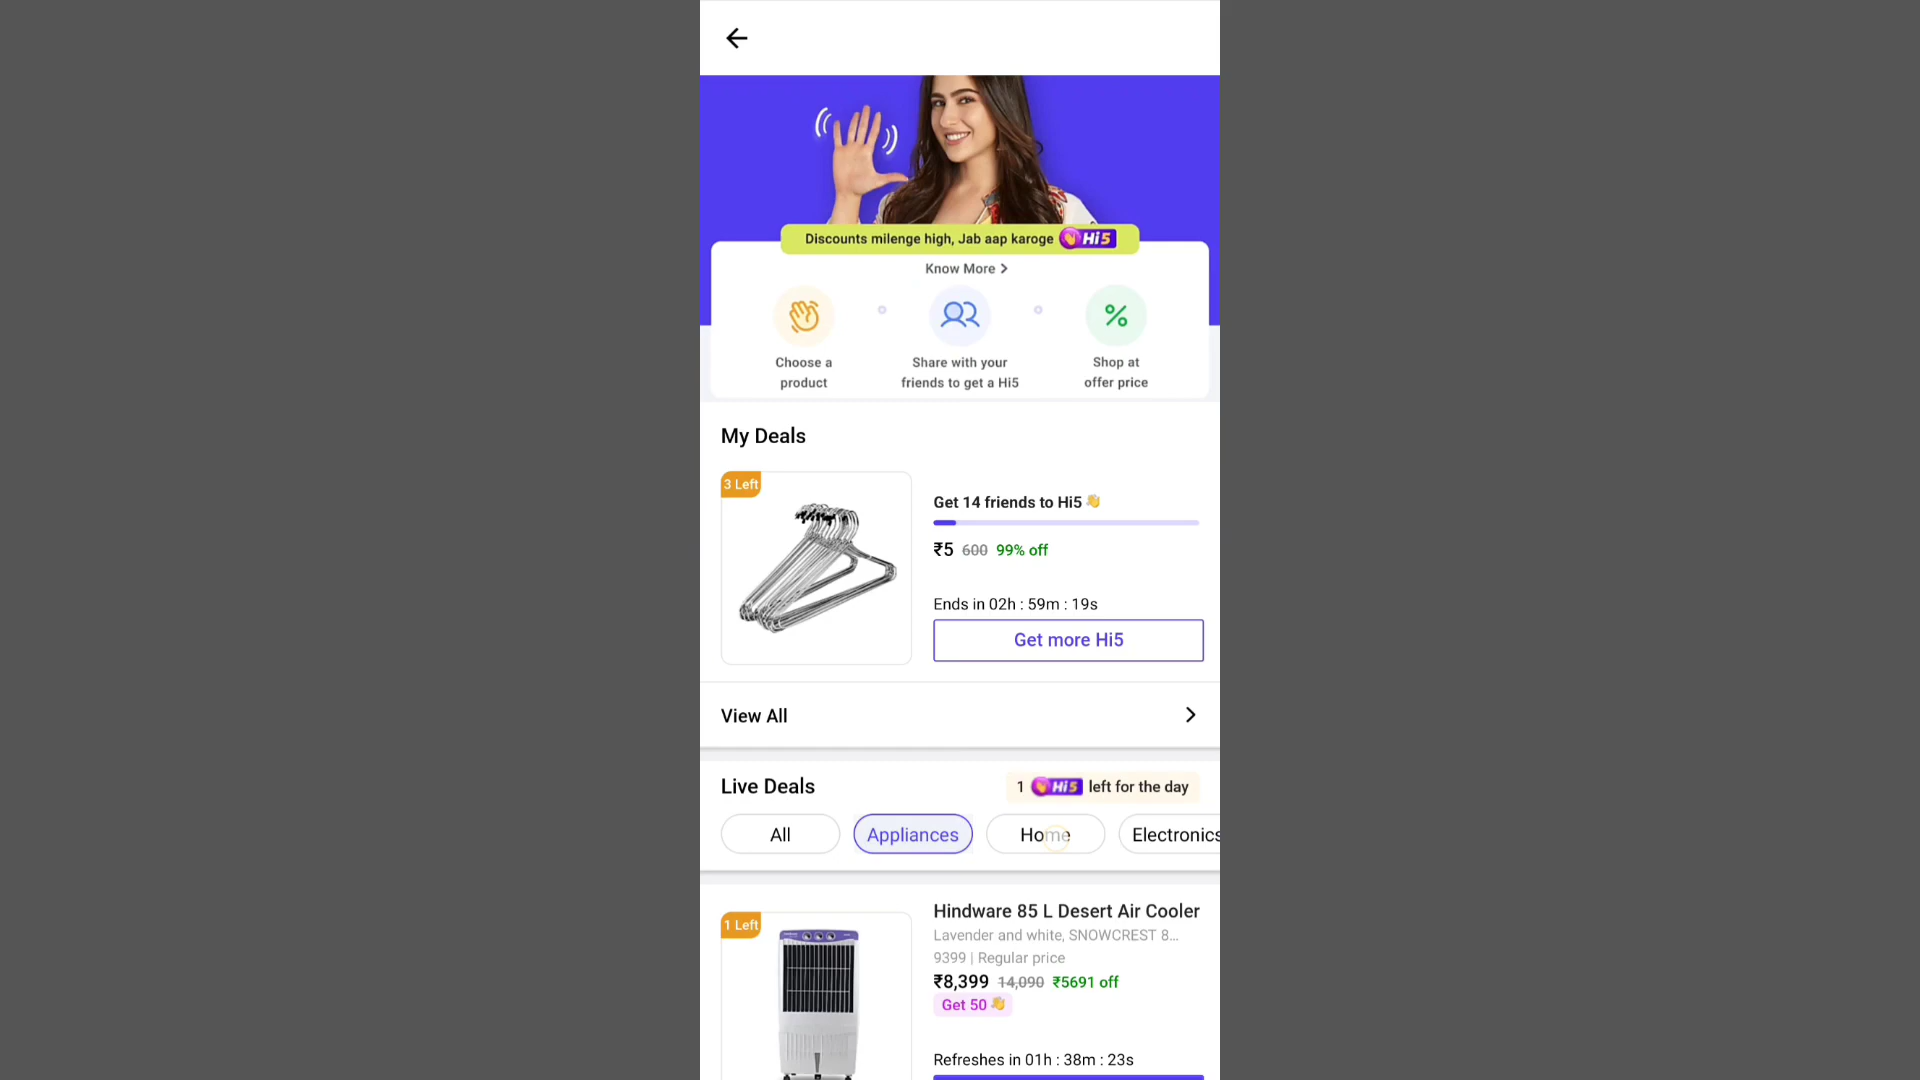 Discounts milenge high, Jab aap karoge Hi5
Know More
Choose a
product
Share with your
friends to get a Hi5
Shop at
offer price
My Deals
3 Left
Get 14 friends to Hi5
₹5 600 99% off
Ends in 02h : 59m : 19s
Get more Hi5
View All
Live Deals
1 Hi5 left for the day
All
Appliances
Home
Electronics
1 Left
Hindware 85 L Desert Air Cooler
Lavender and white, SNOWCREST 8...
9399 | Regular price
₹8,399 14,090 ₹5691 off
Get 50
Refreshes in 01h : 38m : 23s